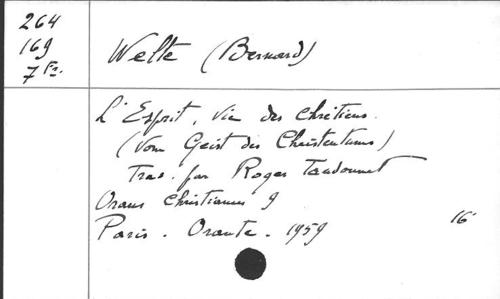 264
169
7 Fr.
Welte (Bernard)
L'Esprit, Vie des Chrétiens.
(Vom Geist des Christentums)
Trad. par Roger Tandonnet
Orans Christianus 9
Paris. Orante. 1959
16°